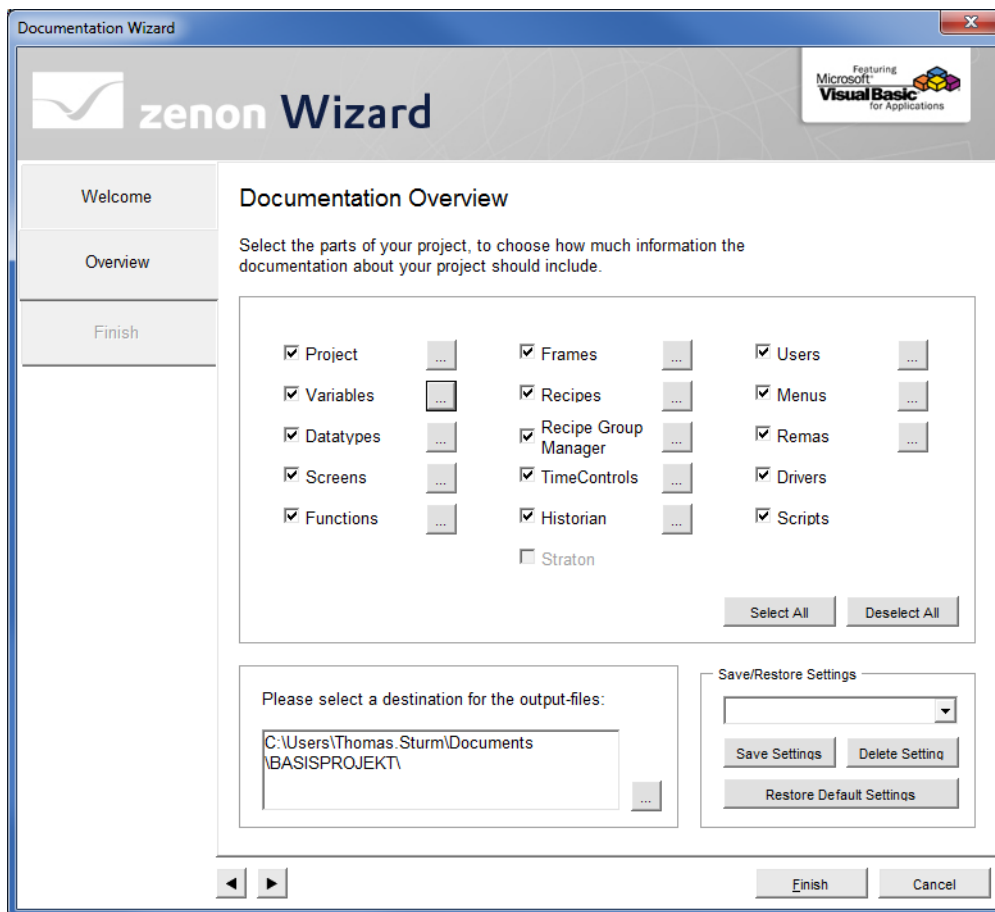 Documentation Wizard
Featuring
Microsoft®
Visual Basic®
for Applications
zenon Wizard
Welcome
Overview
Finish
Documentation Overview
Select the parts of your project, to choose how much information the
documentation about your project should include.
Project ...
Variables ...
Datatypes ...
Screens ...
Functions ...
Frames ...
Recipes ...
Recipe Group
Manager ...
TimeControls ...
Historian ...
Straton
Users ...
Menus ...
Remas ...
Drivers
Scripts
Select All
Deselect All
Please select a destination for the output-files:
C:\Users\Thomas.Sturm\Documents
\BASISPROJEKT\
...
Save/Restore Settings
Save Settings
Delete Setting
Restore Default Settings
Finish
Cancel